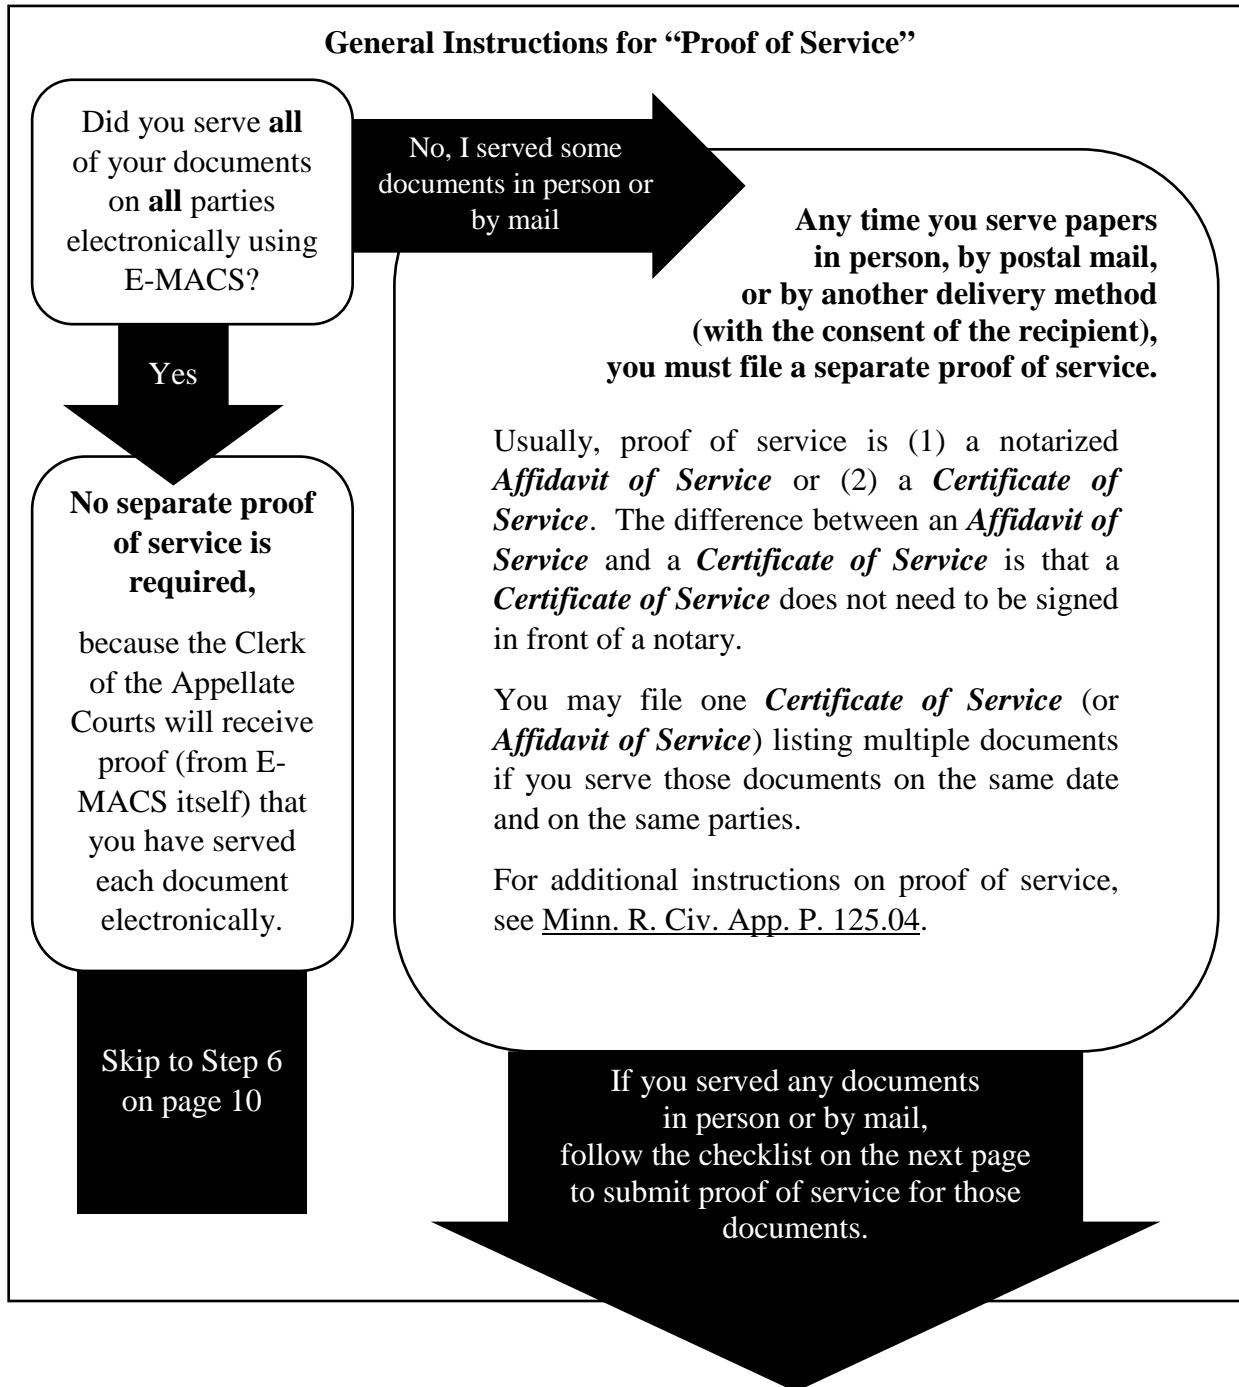 General Instructions for “Proof of Service”
Did you serve all
of your documents
on all parties
electronically using
E-MACS?
No, I served some
documents in person or
by mail
Yes
No separate proof
of service is
required,
because the Clerk
of the Appellate
Courts will receive
proof (from E-
MACS itself) that
you have served
each document
electronically.
Skip to Step 6
on page 10
Any time you serve papers
in person, by postal mail,
or by another delivery method
(with the consent of the recipient),
you must file a separate proof of service.
Usually, proof of service is (1) a notarized
Affidavit of Service or (2) a Certificate of
Service. The difference between an Affidavit of
Service and a Certificate of Service is that a
Certificate of Service does not need to be signed
in front of a notary.
You may file one Certificate of Service (or
Affidavit of Service) listing multiple documents
if you serve those documents on the same date
and on the same parties.
For additional instructions on proof of service,
see Minn. R. Civ. App. P. 125.04.
If you served any documents
in person or by mail,
follow the checklist on the next page
to submit proof of service for those
documents.